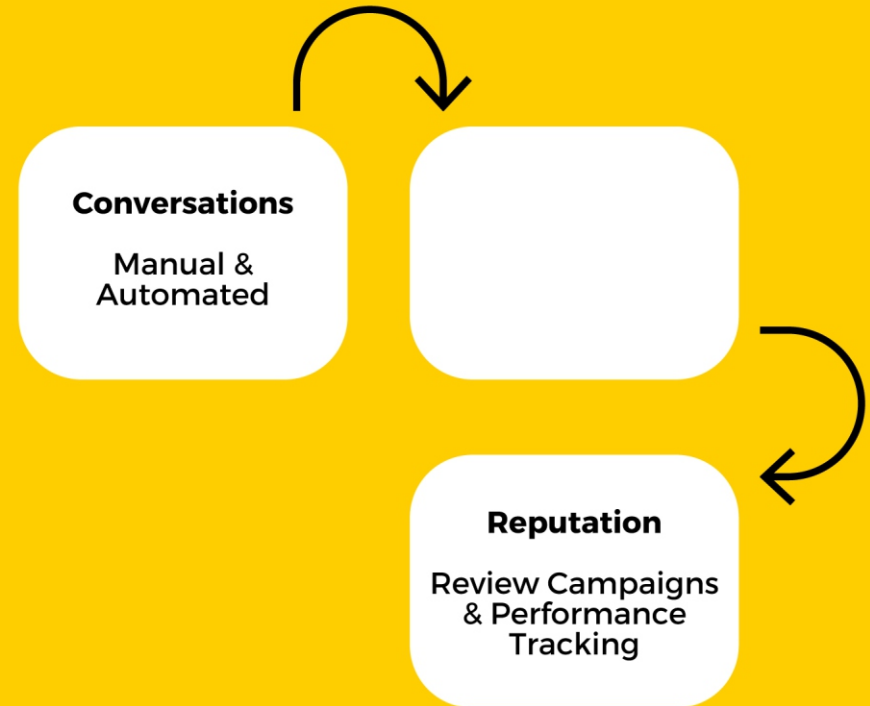 Conversations
Manual &
Automated
Reputation
Review Campaigns
& Performance
Tracking